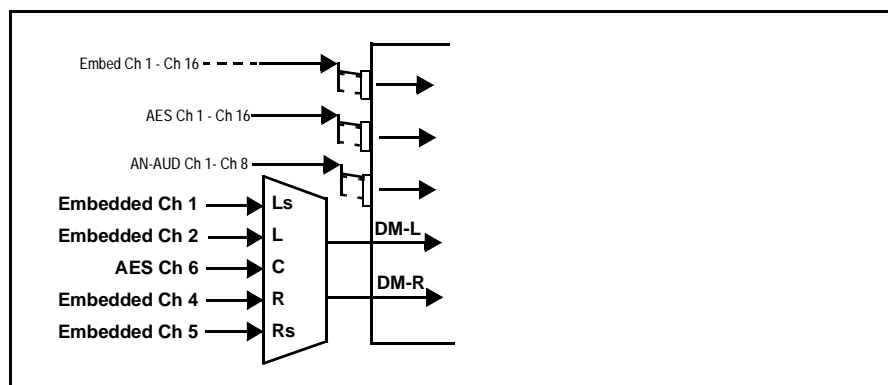 Embed Ch 1 - Ch 16
AES Ch 1 - Ch 16
AN-AUD Ch 1- Ch 8
Embedded Ch 1 Ls
Embedded Ch 2 L DM-L
AES Ch 6 C
Embedded Ch 4 R DM-R
Embedded Ch 5 Rs